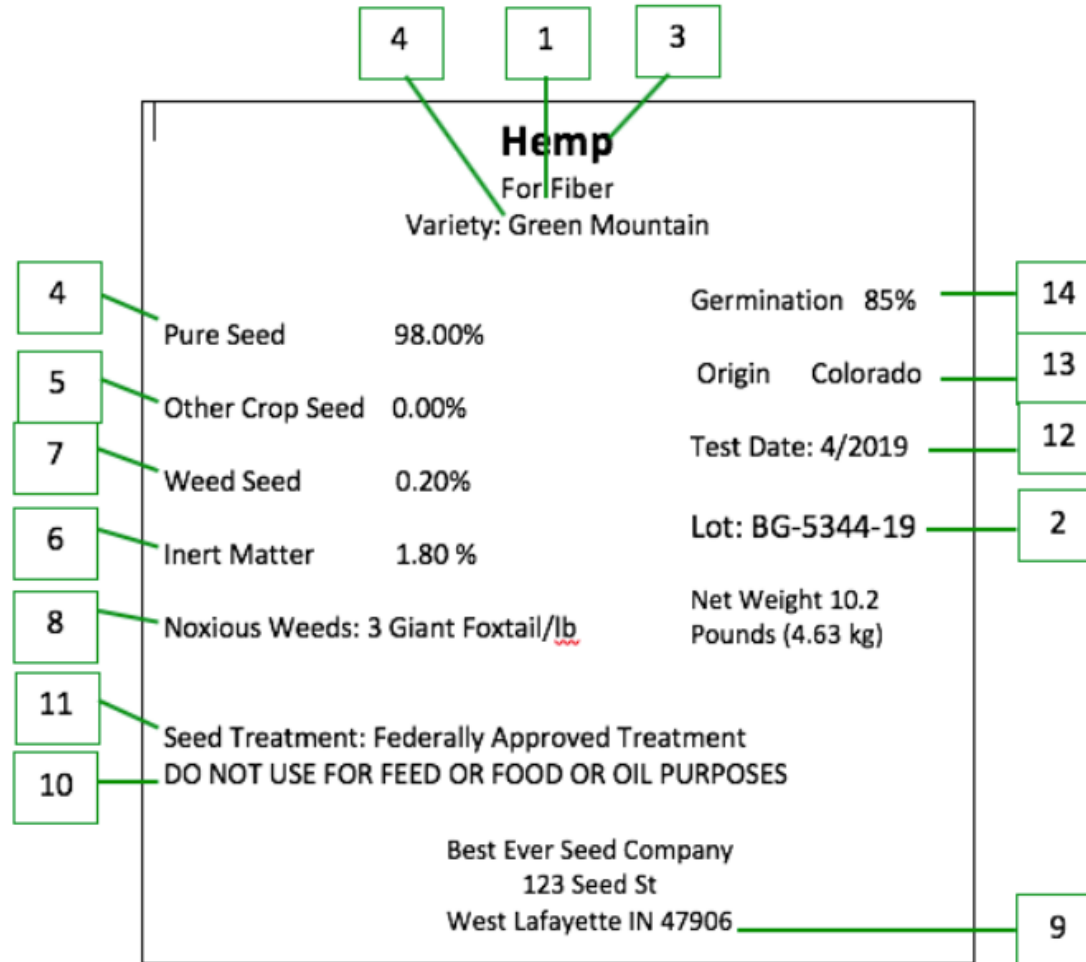 4 1 3
Hemp
For Fiber
Variety: Green Mountain
4
Pure Seed 98.00%
Germination 85%
14
5
Other Crop Seed 0.00%
Origin Colorado
13
7
Weed Seed 0.20%
Test Date: 4/2019
12
6
Inert Matter 1.80 %
Lot: BG-5344-19
2
8
Noxious Weeds: 3 Giant Foxtail/lb
Net Weight 10.2
Pounds (4.63 kg)
11
Seed Treatment: Federally Approved Treatment
10
DO NOT USE FOR FEED OR FOOD OR OIL PURPOSES
Best Ever Seed Company
123 Seed St
West Lafayette IN 47906
9